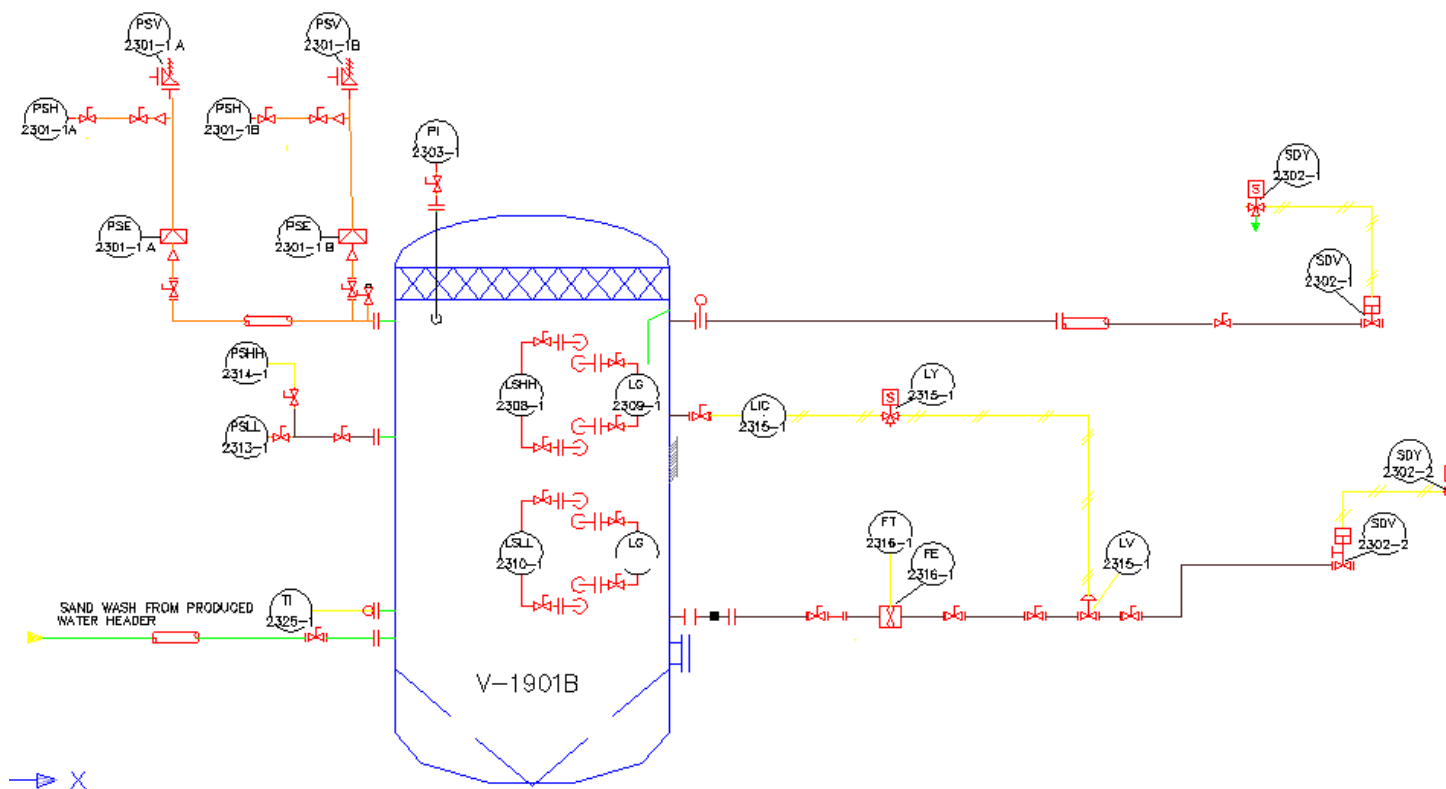 PSV
2301-1 A
PSV
2301-1B
PSH
2301-1A
PSH
2301-1B
PI
2303-1
SDY
2302-1
PSE
2301-1 A
PSE
2301-1 B
SDV
2302-1
PSHH
2314-1
LSHH
2308-1
LG
2309-1
LY
2315-1
LIC
2315-1
PSLL
2313-1
SDY
2302-2
FT
2316-1
FE
2316-1
LV
2315-1
SDV
2302-2
LSLL
2310-1
LG
TI
2325-1
SAND WASH FROM PRODUCED
WATER HEADER
V-1901B
S
S
X